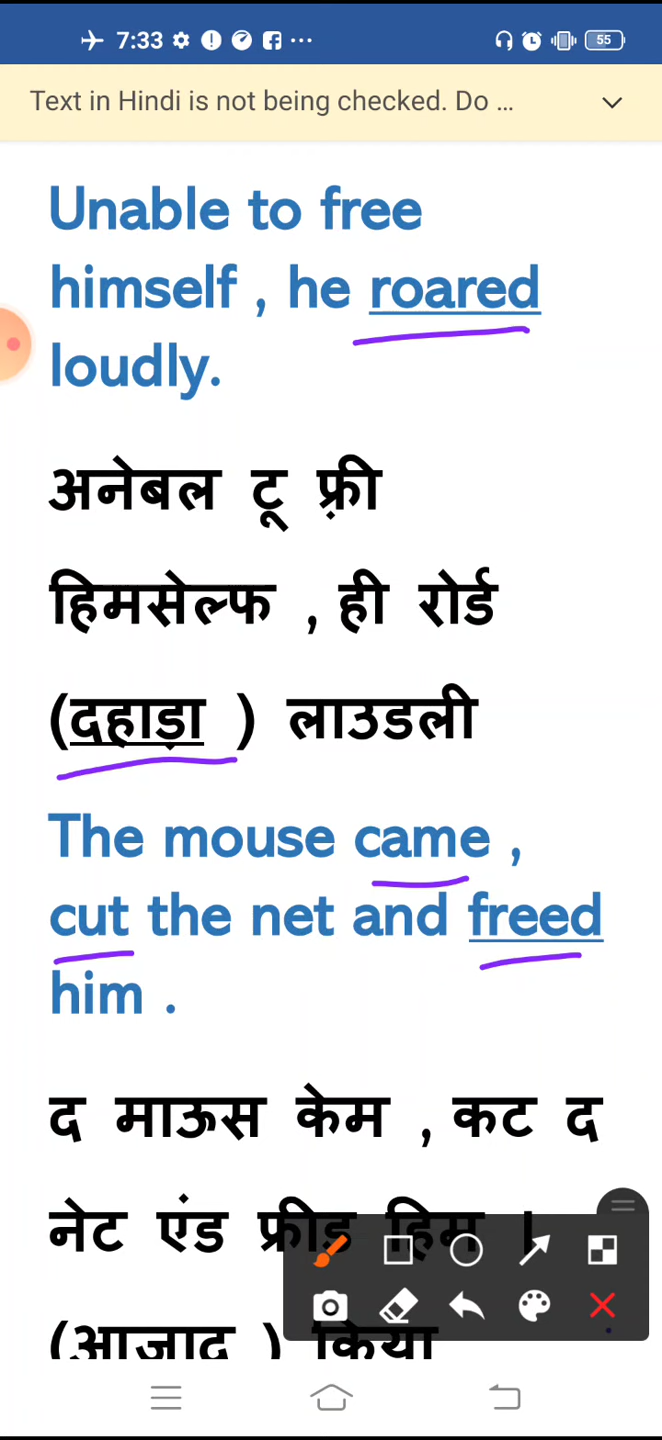 7:33
55
Text in Hindi is not being checked. Do ...
Unable to free
himself , he roared
loudly.
अनेबल टू फ़्री
हिमसेल्फ , ही रोर्ड
(दहाड़ा ) लाउडली
The mouse came ,
cut the net and freed
him .
द माऊस केम , कट द
नेट एंड फ्रीड हिम ।
(आजाद ) किया